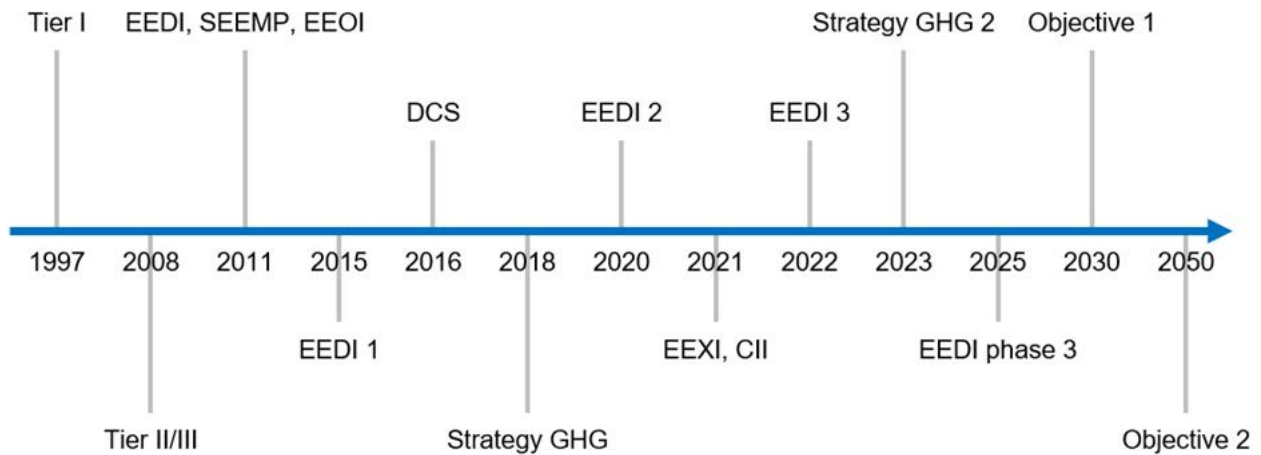 Tier I
EEDI, SEEMP, EEOI
Strategy GHG 2
Objective 1
DCS
EEDI 2
EEDI 3
1997
2008
2011
2015
2016
2018
2020
2021
2022
2023
2025
2030
2050
EEDI 1
EEXI, CII
EEDI phase 3
Tier II/III
Strategy GHG
Objective 2